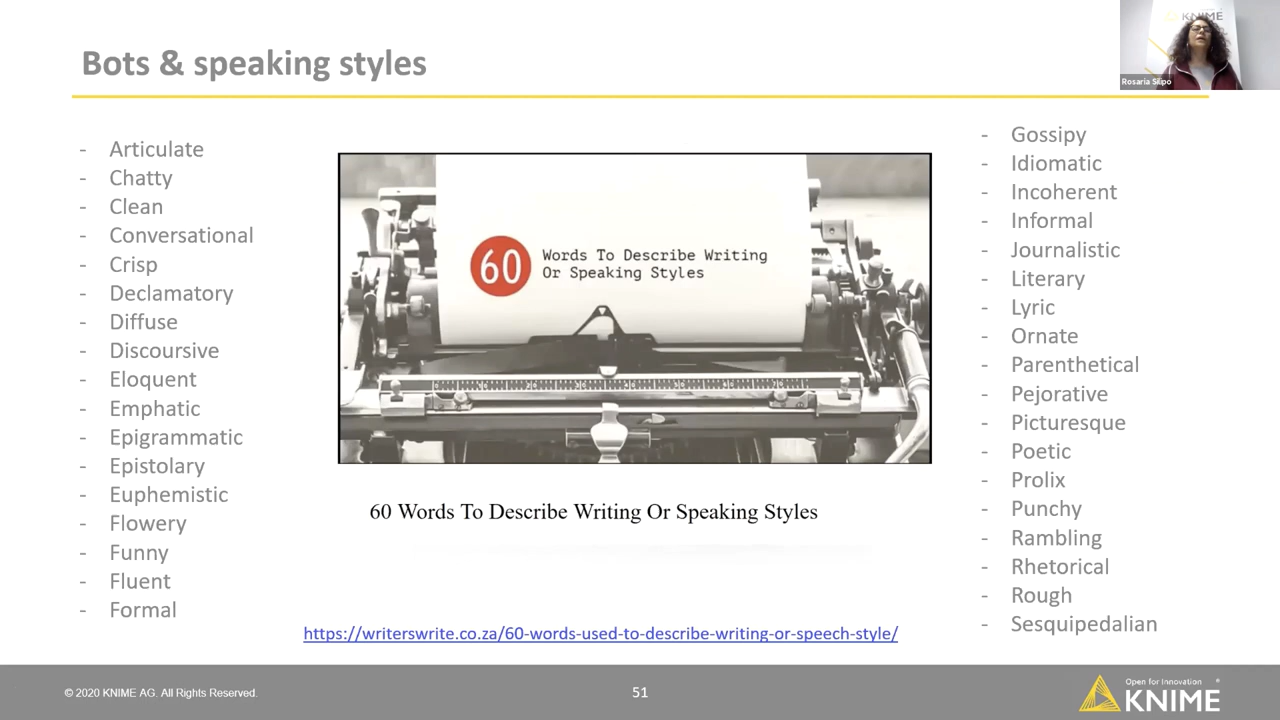 Bots & speaking styles
KNIME
Rosaria Silipo
- Articulate
- Chatty
- Clean
- Conversational
- Crisp
- Declamatory
- Diffuse
- Discoursive
- Eloquent
- Emphatic
- Epigrammatic
- Epistolary
- Euphemistic
- Flowery
- Funny
- Fluent
- Formal
60 Words To Describe Writing
Or Speaking Styles
60 Words To Describe Writing Or Speaking Styles
https://writerswrite.co.za/60-words-used-to-describe-writing-or-speech-style/
- Gossipy
- Idiomatic
- Incoherent
- Informal
- Journalistic
- Literary
- Lyric
- Ornate
- Parenthetical
- Pejorative
- Picturesque
- Poetic
- Prolix
- Punchy
- Rambling
- Rhetorical
- Rough
- Sesquipedalian
© 2020 KNIME AG. All Rights Reserved.
51
Open for Innovation
KNIME